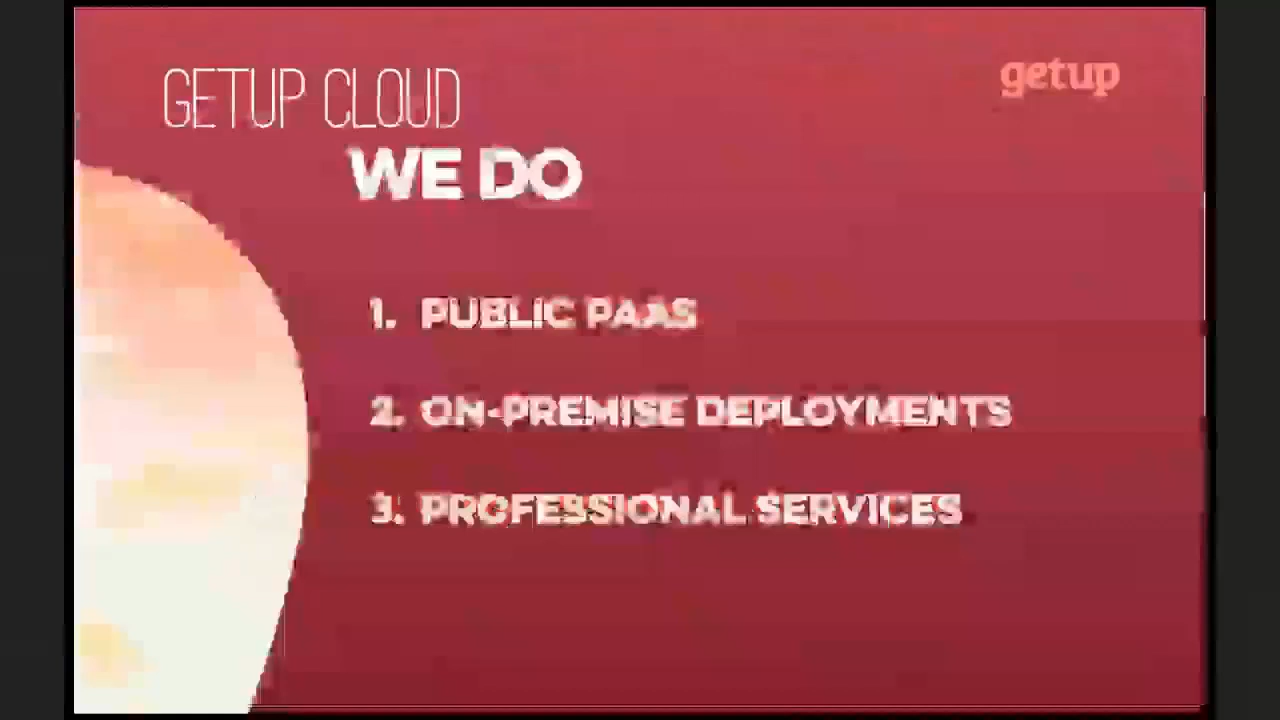 GETUP CLOUD
getup
WE DO
1. PUBLIC PAAS
2. ON-PREMISE DEPLOYMENTS
3. PROFESSIONAL SERVICES